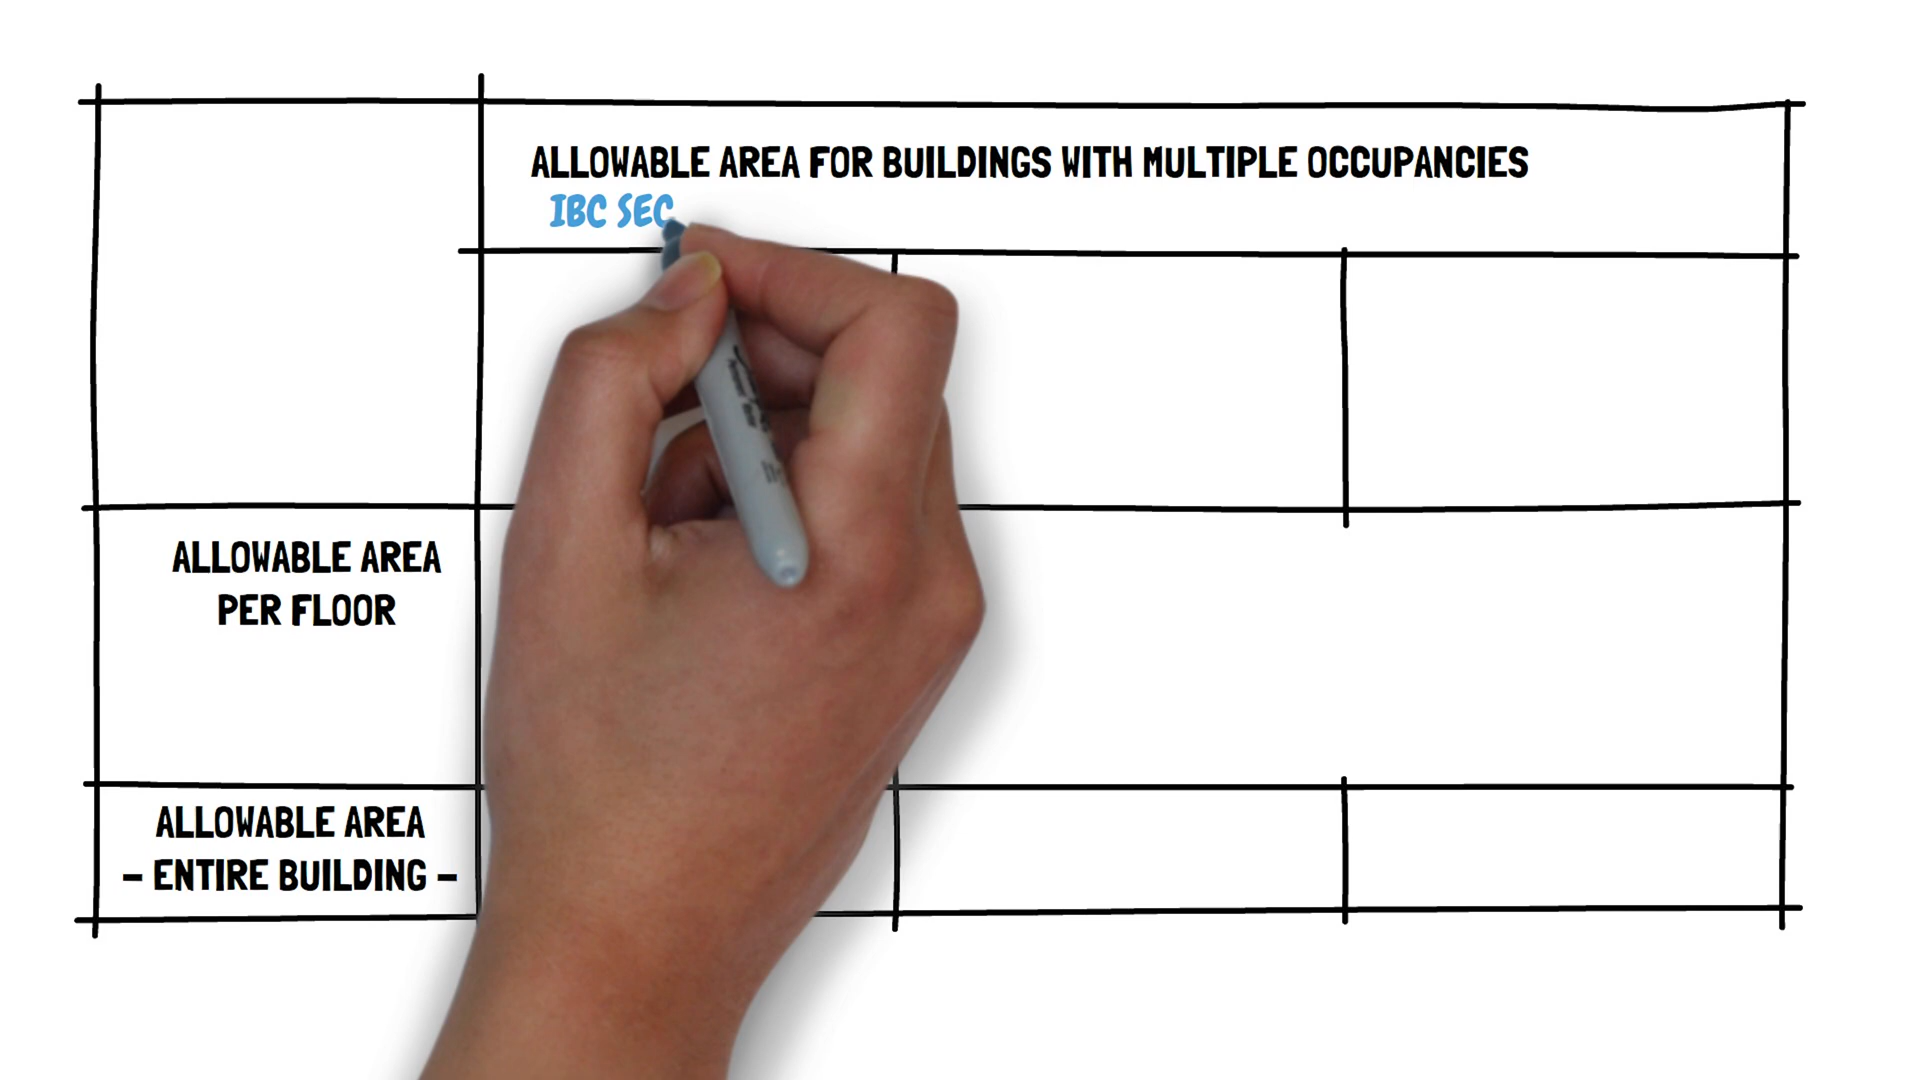 ALLOWABLE AREA FOR BUILDINGS WITH MULTIPLE OCCUPANCIES
IBC SEC
ALLOWABLE AREA
PER FLOOR
ALLOWABLE AREA
– ENTIRE BUILDING –